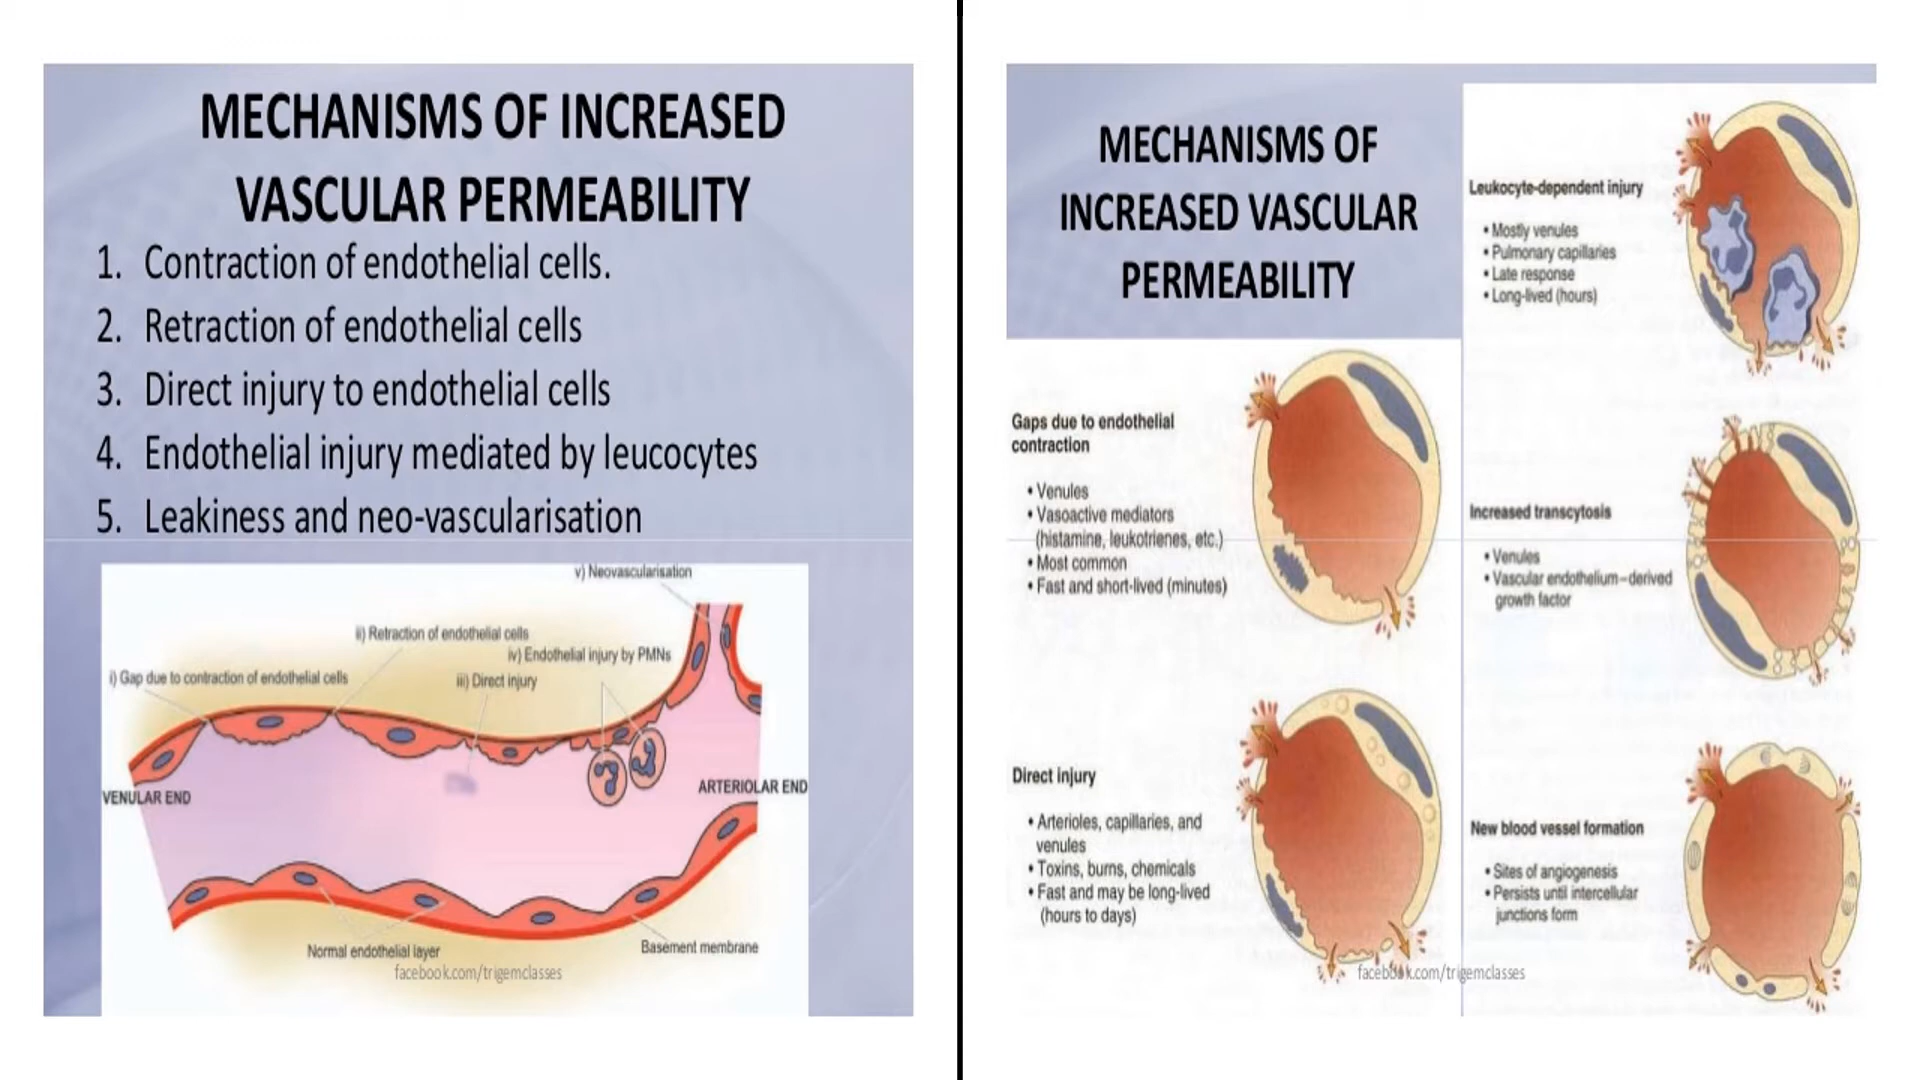 MECHANISMS OF INCREASED
VASCULAR PERMEABILITY
1. Contraction of endothelial cells.
2. Retraction of endothelial cells
3. Direct injury to endothelial cells
4. Endothelial injury mediated by leucocytes
5. Leakiness and neo-vascularisation
v) Neovascularisation
ii) Retraction of endothelial cells
iv) Endothelial injury by PMNs
i) Gap due to contraction of endothelial cells
iii) Direct injury
VENULAR END
ARTERIOLAR END
Normal endothelial layer
Basement membrane
facebook.com/trigemclasses
MECHANISMS OF
INCREASED VASCULAR
PERMEABILITY
Gaps due to endothelial
contraction
• Venules
• Vasoactive mediators
(histamine, leukotrienes, etc.)
• Most common
• Fast and short-lived (minutes)
Direct injury
• Arterioles, capillaries, and
venules
• Toxins, burns, chemicals
• Fast and may be long-lived
(hours to days)
Leukocyte-dependent injury
• Mostly venules
• Pulmonary capillaries
• Late response
• Long-lived (hours)
Increased transcytosis
• Venules
• Vascular endothelium–derived
growth factor
New blood vessel formation
• Sites of angiogenesis
• Persists until intercellular
junctions form
facebook.com/trigemclasses